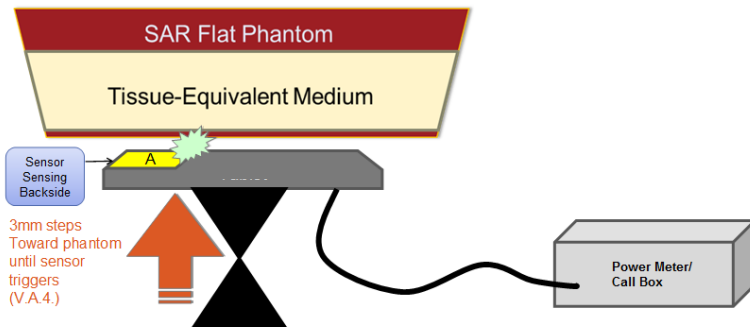 SAR Flat Phantom
Tissue-Equivalent Medium
A
Sensor
Sensing
Backside
3mm steps
Toward phantom
until sensor
triggers
(V.A.4.)
Power Meter/
Call Box